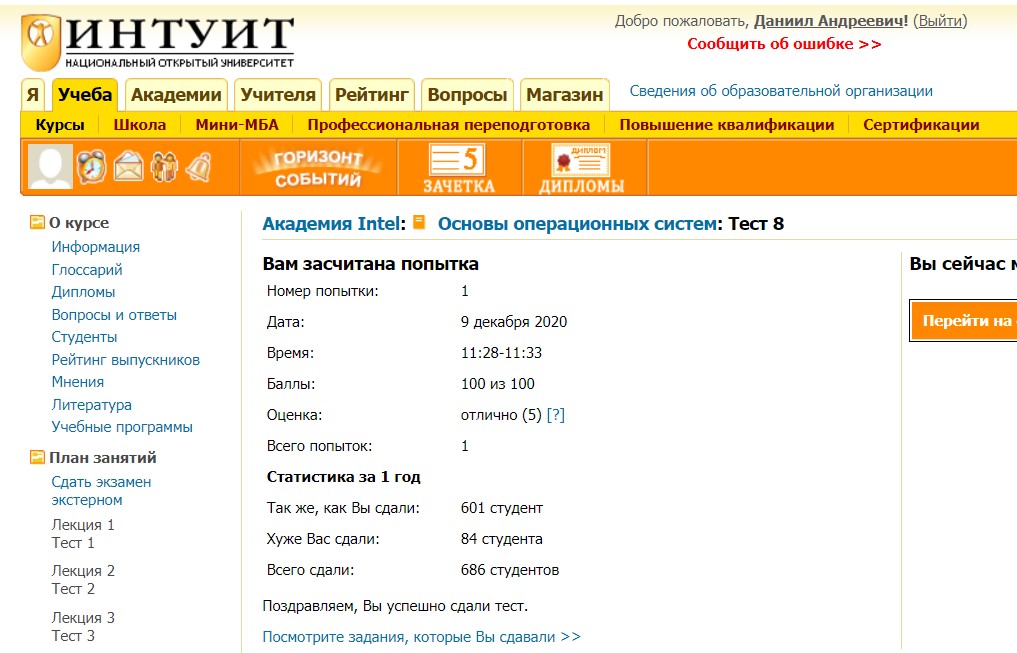 ИНТУИТ
НАЦИОНАЛЬНЫЙ ОТКРЫТЫЙ УНИВЕРСИТЕТ
Добро пожаловать, Даниил Андреевич! (Выйти)
Сообщить об ошибке >>
Я Учеба Академии Учителя Рейтинг Вопросы Магазин Сведения об образовательной организации
Курсы Школа Мини-МБА Профессиональная переподготовка Повышение квалификации Сертификации
ГОРИЗОНТ СОБЫТИЙ
5
ЗАЧЕТКА
ДИПЛОМ
ДИПЛОМЫ
О курсе
Информация
Глоссарий
Дипломы
Вопросы и ответы
Студенты
Рейтинг выпускников
Мнения
Литература
Учебные программы
План занятий
Сдать экзамен
экстерном
Лекция 1
Тест 1
Лекция 2
Тест 2
Лекция 3
Тест 3
Академия Intel: Основы операционных систем: Тест 8
Вам засчитана попытка
Номер попытки: 1
Дата: 9 декабря 2020
Время: 11:28-11:33
Баллы: 100 из 100
Оценка: отлично (5) [?]
Всего попыток: 1
Статистика за 1 год
Так же, как Вы сдали: 601 студент
Хуже Вас сдали: 84 студента
Всего сдали: 686 студентов
Поздравляем, Вы успешно сдали тест.
Посмотрите задания, которые Вы сдавали >>
Вы сейчас
Перейти на